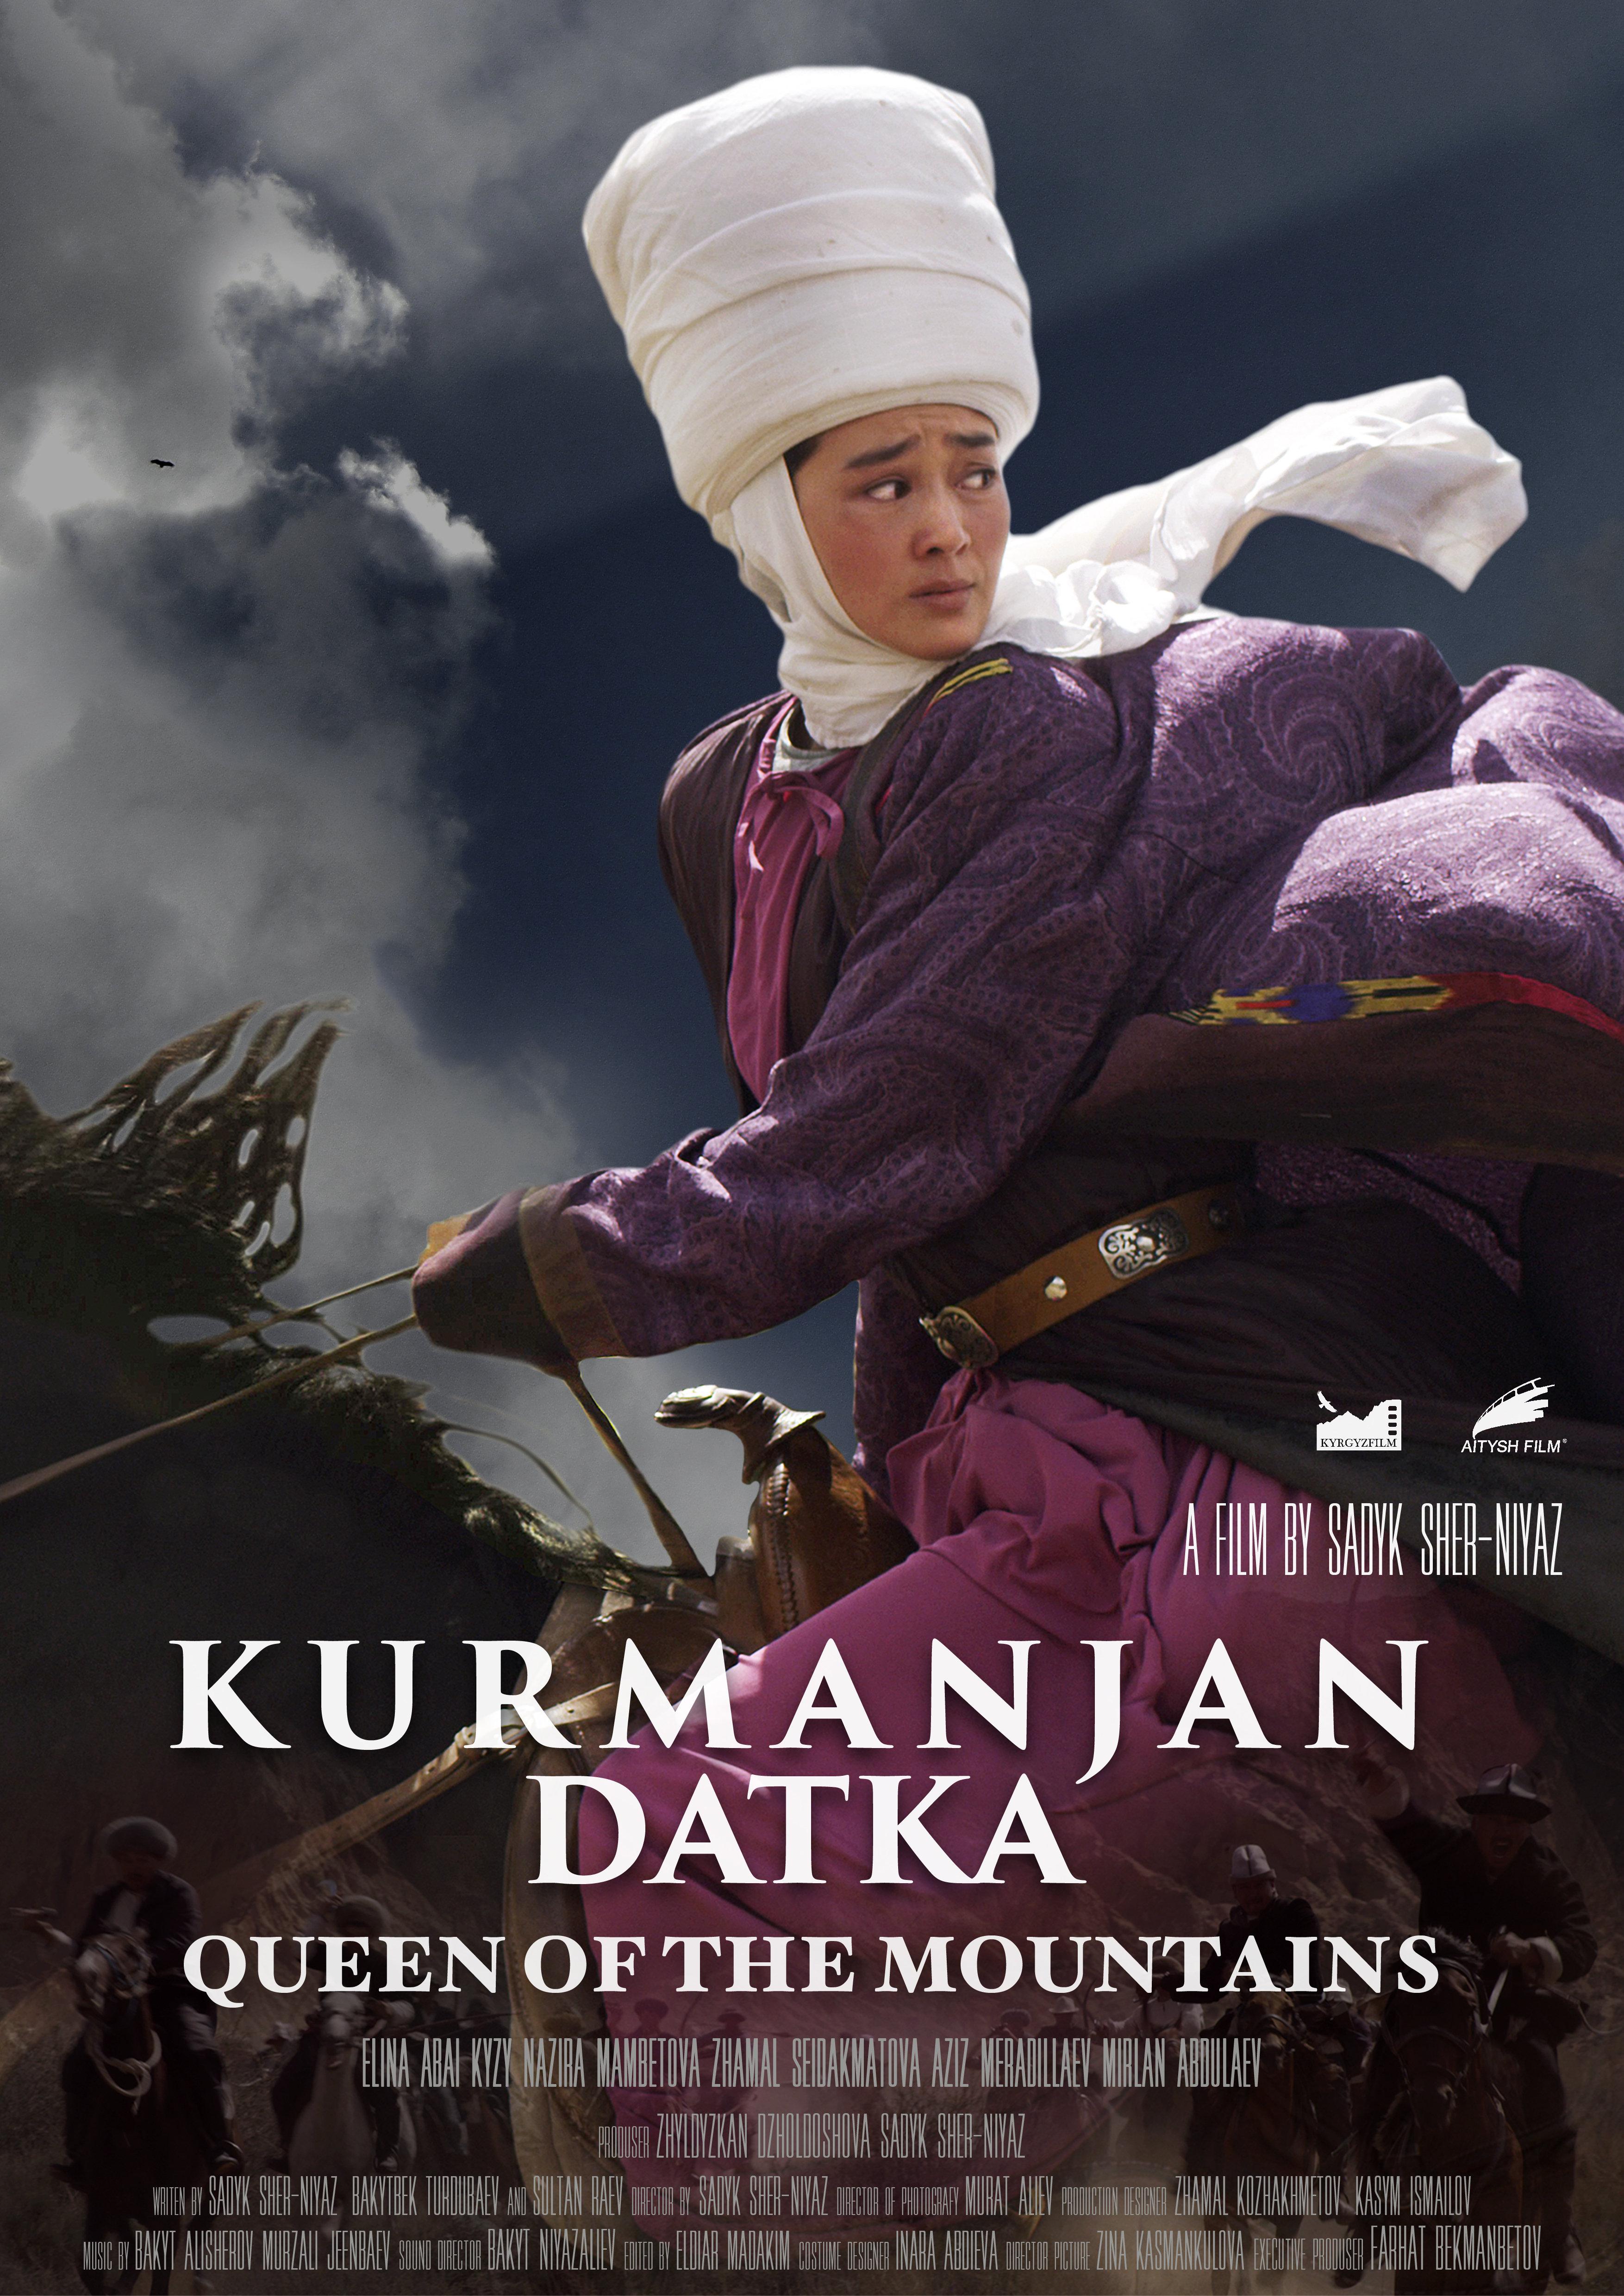 KYRGYZFILM
AITYSH FILM®
A FILM BY SADYK SHER-NIYAZ
KURMANJAN
DATKA
QUEEN OF THE MOUNTAINS
ELINA ABAI KYZY NAZIRA MAMBETOVA ZHAMAL SEIDAKMATOVA AZIZ MERADILLAEV MIRLAN ABDULAEV
PRODUSER ZHYLDYZKAN DZHOLDOSHOVA SADYK SHER-NIYAZ
WRITEN BY SADYK SHER-NIYAZ BAKYTBEK TURDUBAEV AND SULTAN RAEV DIRECTOR BY SADYK SHER-NIYAZ DIRECTOR OF PHOTOGRAFY MURAT ALIEV PRODUCTION DESIGNER ZHAMAL KOZHAKHMETOV KASYM ISMAILOV
MUSIC BY BAKYT ALISHEROV MURZALI JEENBAEV SOUND DIRECTOR BAKYT NIYAZALIEV EDITED BY ELDIAR MADAKIM COSTUME DESIGNER INARA ABDIEVA DIRECTOR PICTURE ZINA KASMANKULOVA EXECUTIVE PRODUSER FARHAT BEKMANBETOV